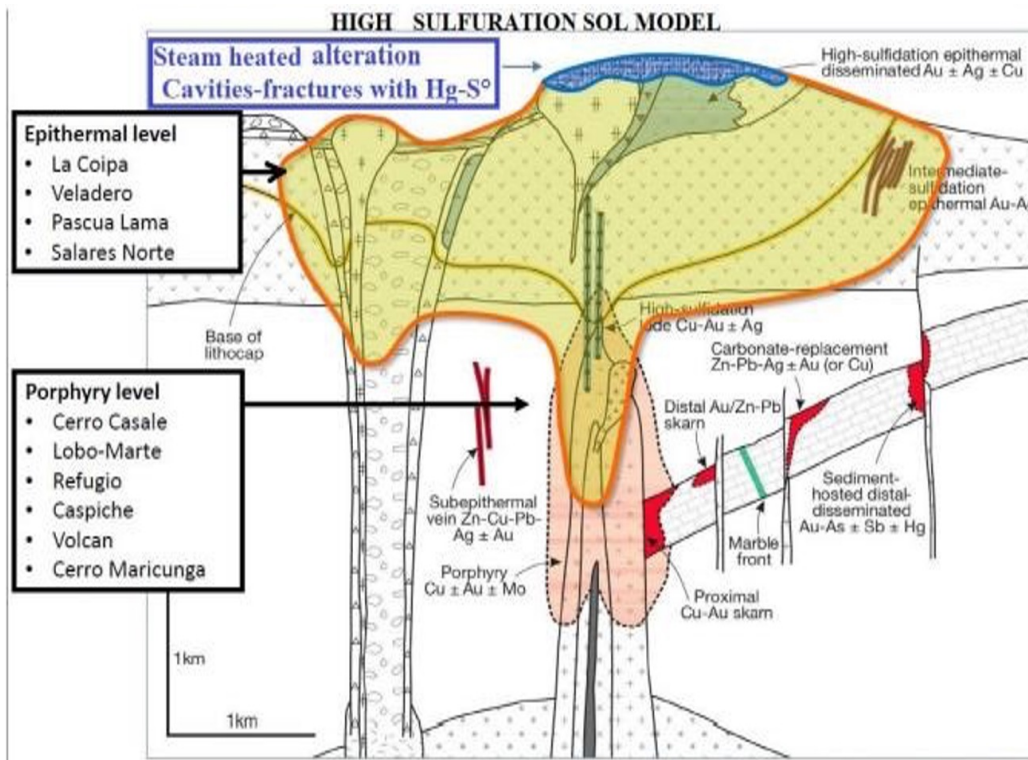 HIGH SULFURATION SOL MODEL
Steam heated alteration
Cavities-fractures with Hg-S°
High-sulfidation epithermal
disseminated Au ± Ag ± Cu
Epithermal level
• La Coipa
• Veladero
• Pascua Lama
• Salares Norte
Intermediate-
sulfidation
epithermal Au-A
Base of
lithocap
High-sulfidation
lode Cu-Au ± Ag
Carbonate-replacement
Zn-Pb-Ag ± Au (or Cu)
Porphyry level
• Cerro Casale
• Lobo-Marte
• Refugio
• Caspiche
• Volcan
• Cerro Maricunga
Distal Au/Zn-Pb
skarn
Subepithermal
vein Zn-Cu-Pb-
Ag ± Au
Sediment-
hosted distal-
disseminated
Au-As ± Sb ± Hg
Marble
front
Porphyry
Cu ± Au ± Mo
Proximal
Cu-Au skarn
1km
1km